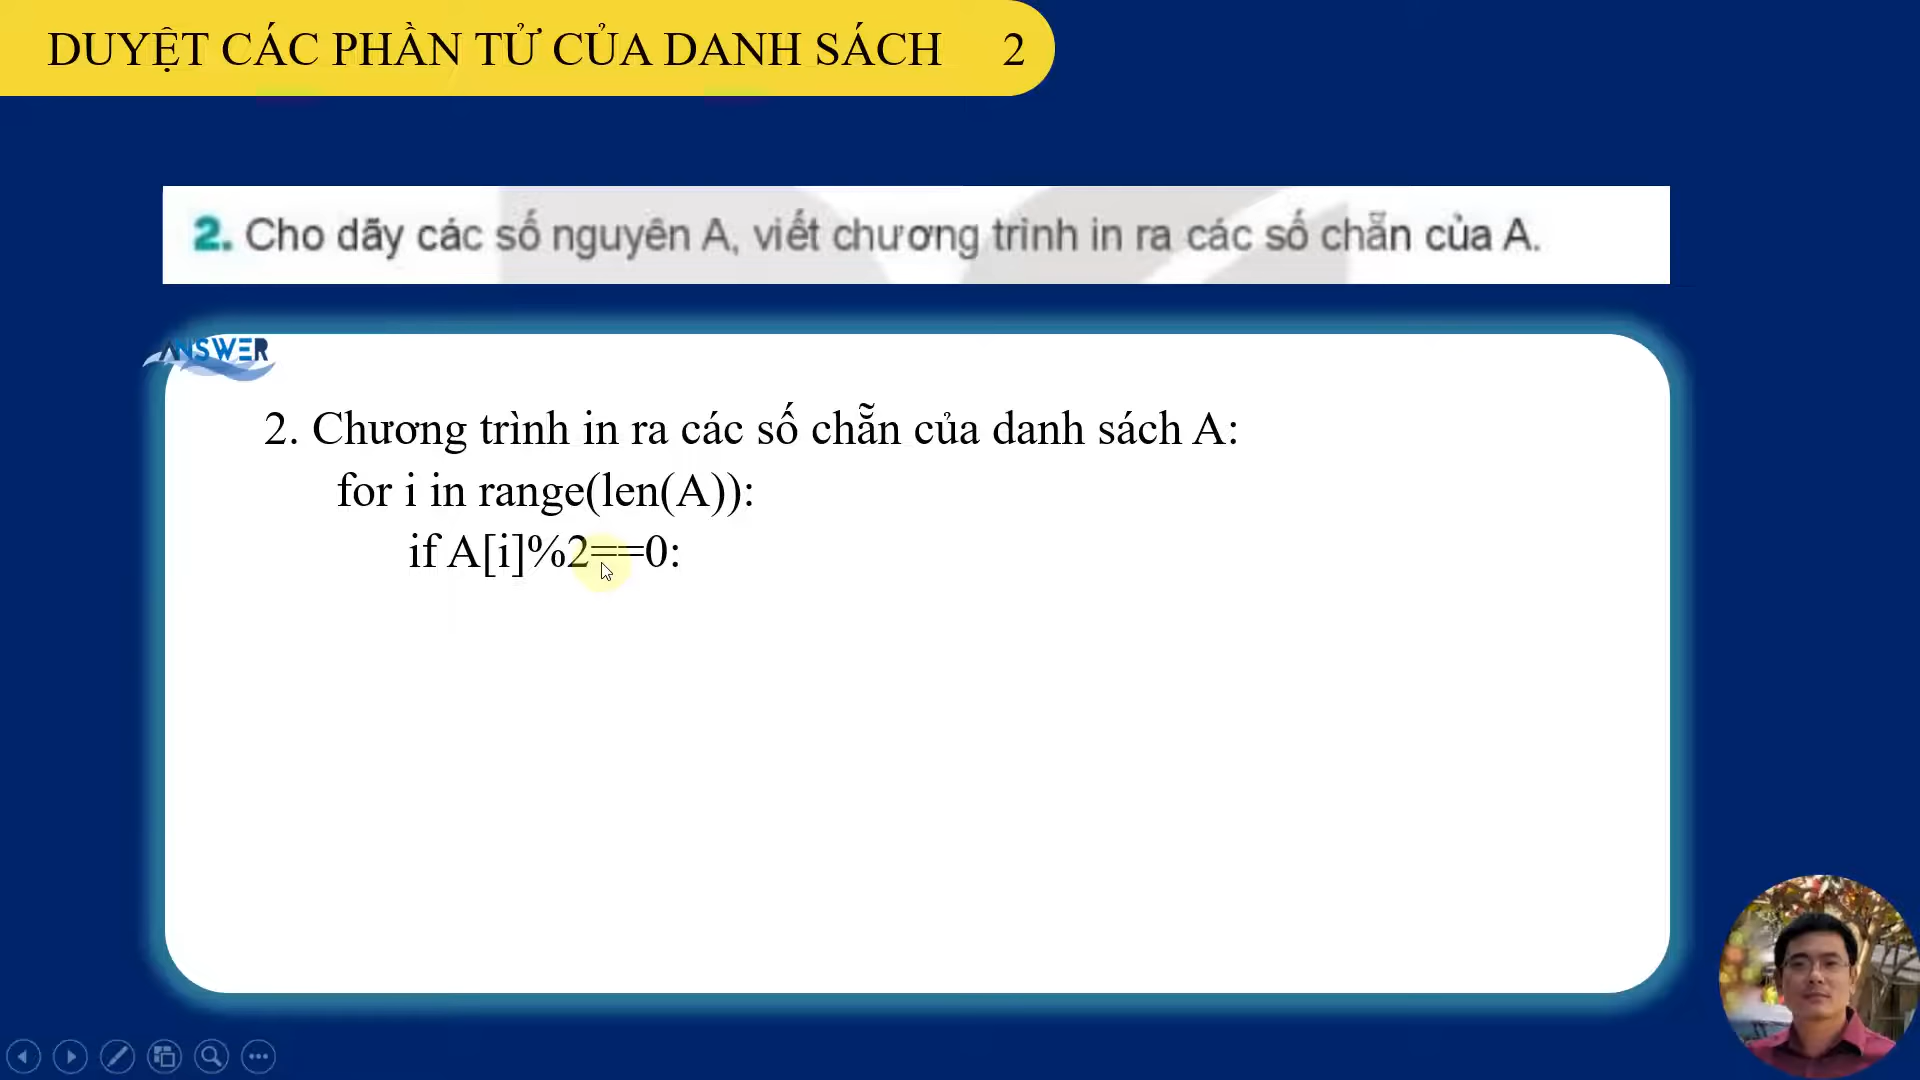 DUYỆT CÁC PHẦN TỬ CỦA DANH SÁCH 2
2. Cho dãy các số nguyên A, viết chương trình in ra các số chẵn của A.
ANSWER
2. Chương trình in ra các số chẵn của danh sách A:
for i in range(len(A)):
if A[i]%2==0: